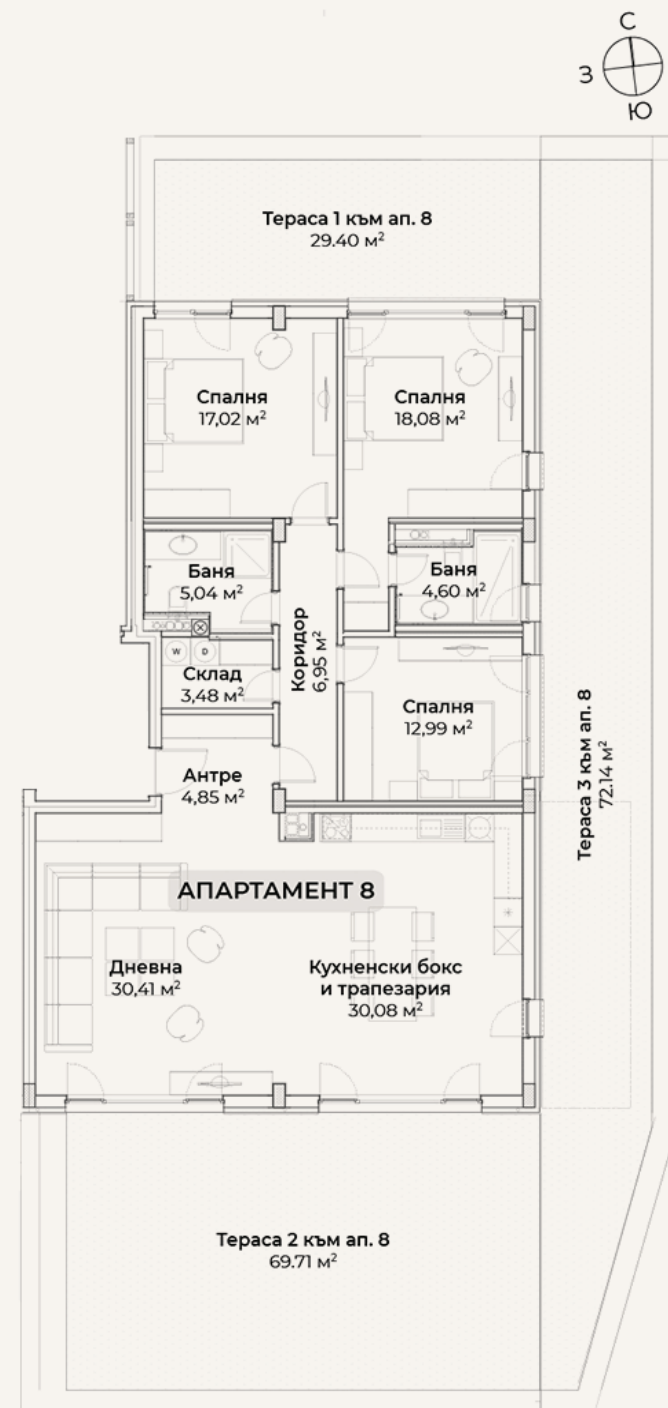 С
З
Ю
Тераса 1 към ап. 8
29.40 м²
Спалня
17,02 м²
Спалня
18,08 м²
Баня
5,04 м²
Баня
4,60 м²
Коридор
6,95 м²
W
D
Склад
3,48 м²
Спалня
12,99 м²
Антре
4,85 м²
Тераса 3 към ап. 8
72.14 м²
АПАРТАМЕНТ 8
Дневна
30,41 м²
Кухненски бокс
и трапезария
30,08 м²
Тераса 2 към ап. 8
69.71 м²